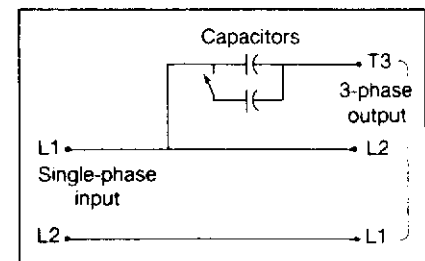 Capacitors
T3
3-phase
output
L1 L2
Single-phase
input
L2 L1